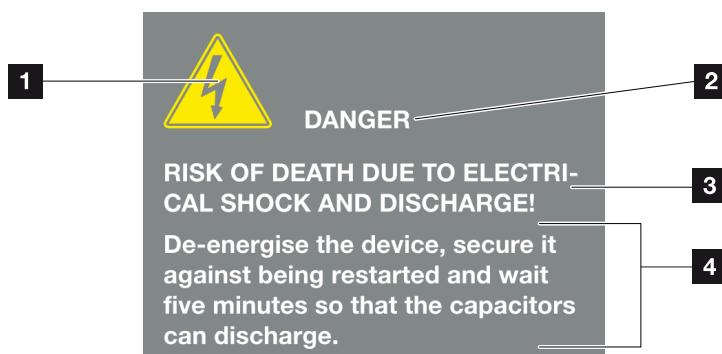 1
2
DANGER
RISK OF DEATH DUE TO ELECTRI-
3
CAL SHOCK AND DISCHARGE!
De-energise the device, secure it
4
against being restarted and wait
five minutes so that the capacitors
can discharge.